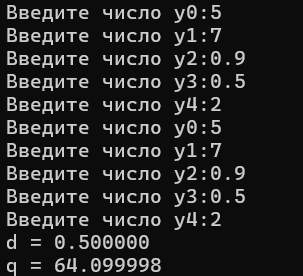 Введите число y0:5
Введите число y1:7
Введите число y2:0.9
Введите число y3:0.5
Введите число y4:2
Введите число y0:5
Введите число y1:7
Введите число y2:0.9
Введите число y3:0.5
Введите число y4:2
d = 0.500000
q = 64.099998